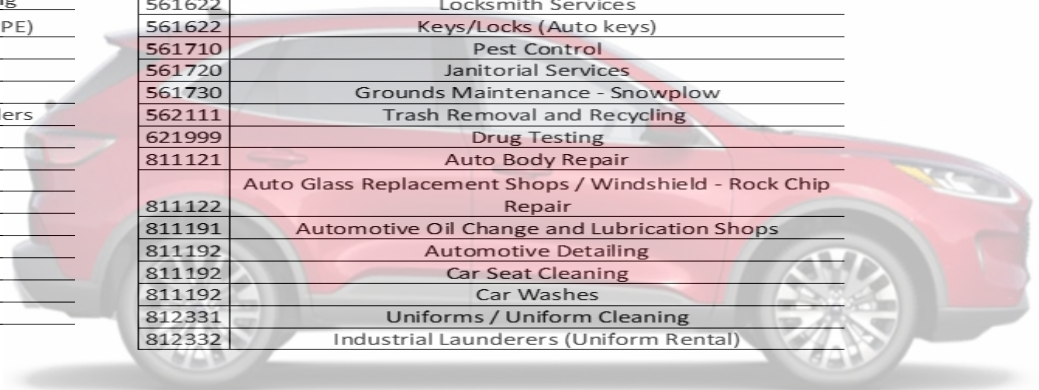 g
PE)
ders
561622 Locksmith Services
561622 Keys/Locks (Auto keys)
561710 Pest Control
561720 Janitorial Services
561730 Grounds Maintenance - Snowplow
562111 Trash Removal and Recycling
621999 Drug Testing
811121 Auto Body Repair
Auto Glass Replacement Shops / Windshield - Rock Chip
811122 Repair
811191 Automotive Oil Change and Lubrication Shops
811192 Automotive Detailing
811192 Car Seat Cleaning
811192 Car Washes
812331 Uniforms / Uniform Cleaning
812332 Industrial Launderers (Uniform Rental)